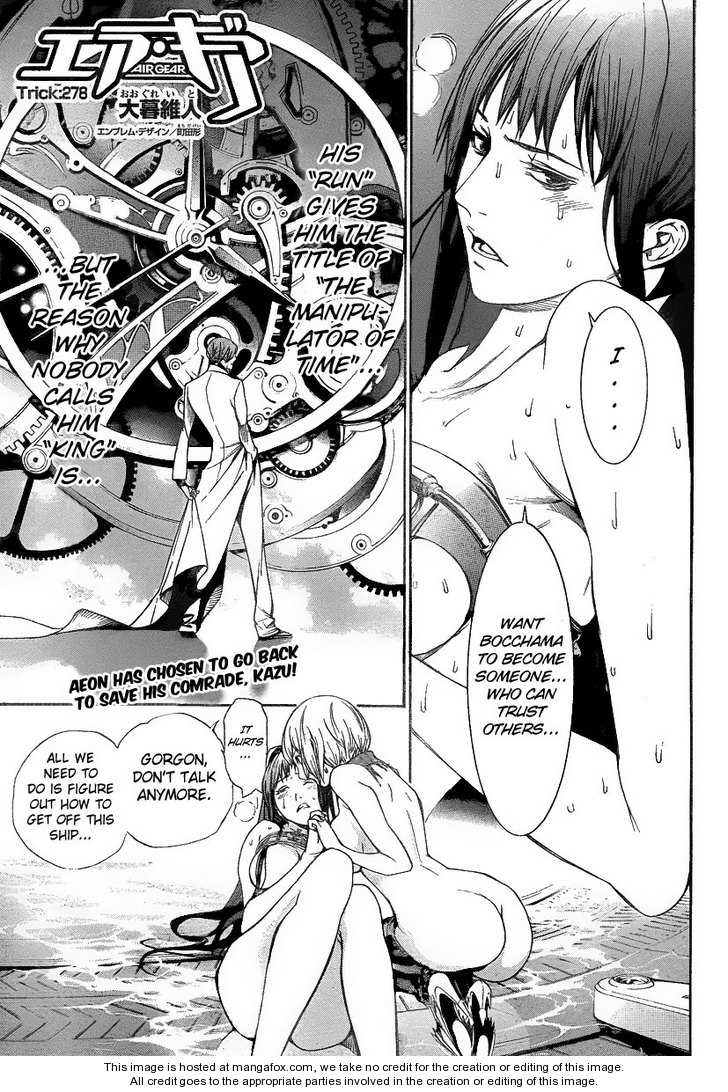 エア・ギア
AIR GEAR
Trick:278
おおぐれいと
大暮維人
エンブレム・デザイン/町田形
I....
WANT
BOCCHAMA
TO BECOME
SOMEONE...
WHO CAN
TRUST
OTHERS...
HIS
"RUN"
GIVES
HIM THE
TITLE OF
"THE
MANIPU-
LATOR OF
TIME"...
...BUT
THE
REASON
WHY
NOBODY
CALLS
HIM
"KING"
IS...
AEON HAS CHOSEN TO GO BACK
TO SAVE HIS COMRADE, KAZU!
IT
HURTS
...
GORGON,
DON'T TALK
ANYMORE.
ALL WE
NEED TO
DO IS FIGURE
OUT HOW TO
GET OFF THIS
SHIP...
This image is hosted at mangafox.com, we take no credit for the creation or editing of this image.
All credit goes to the appropriate parties involved in the creation or editing of this image.